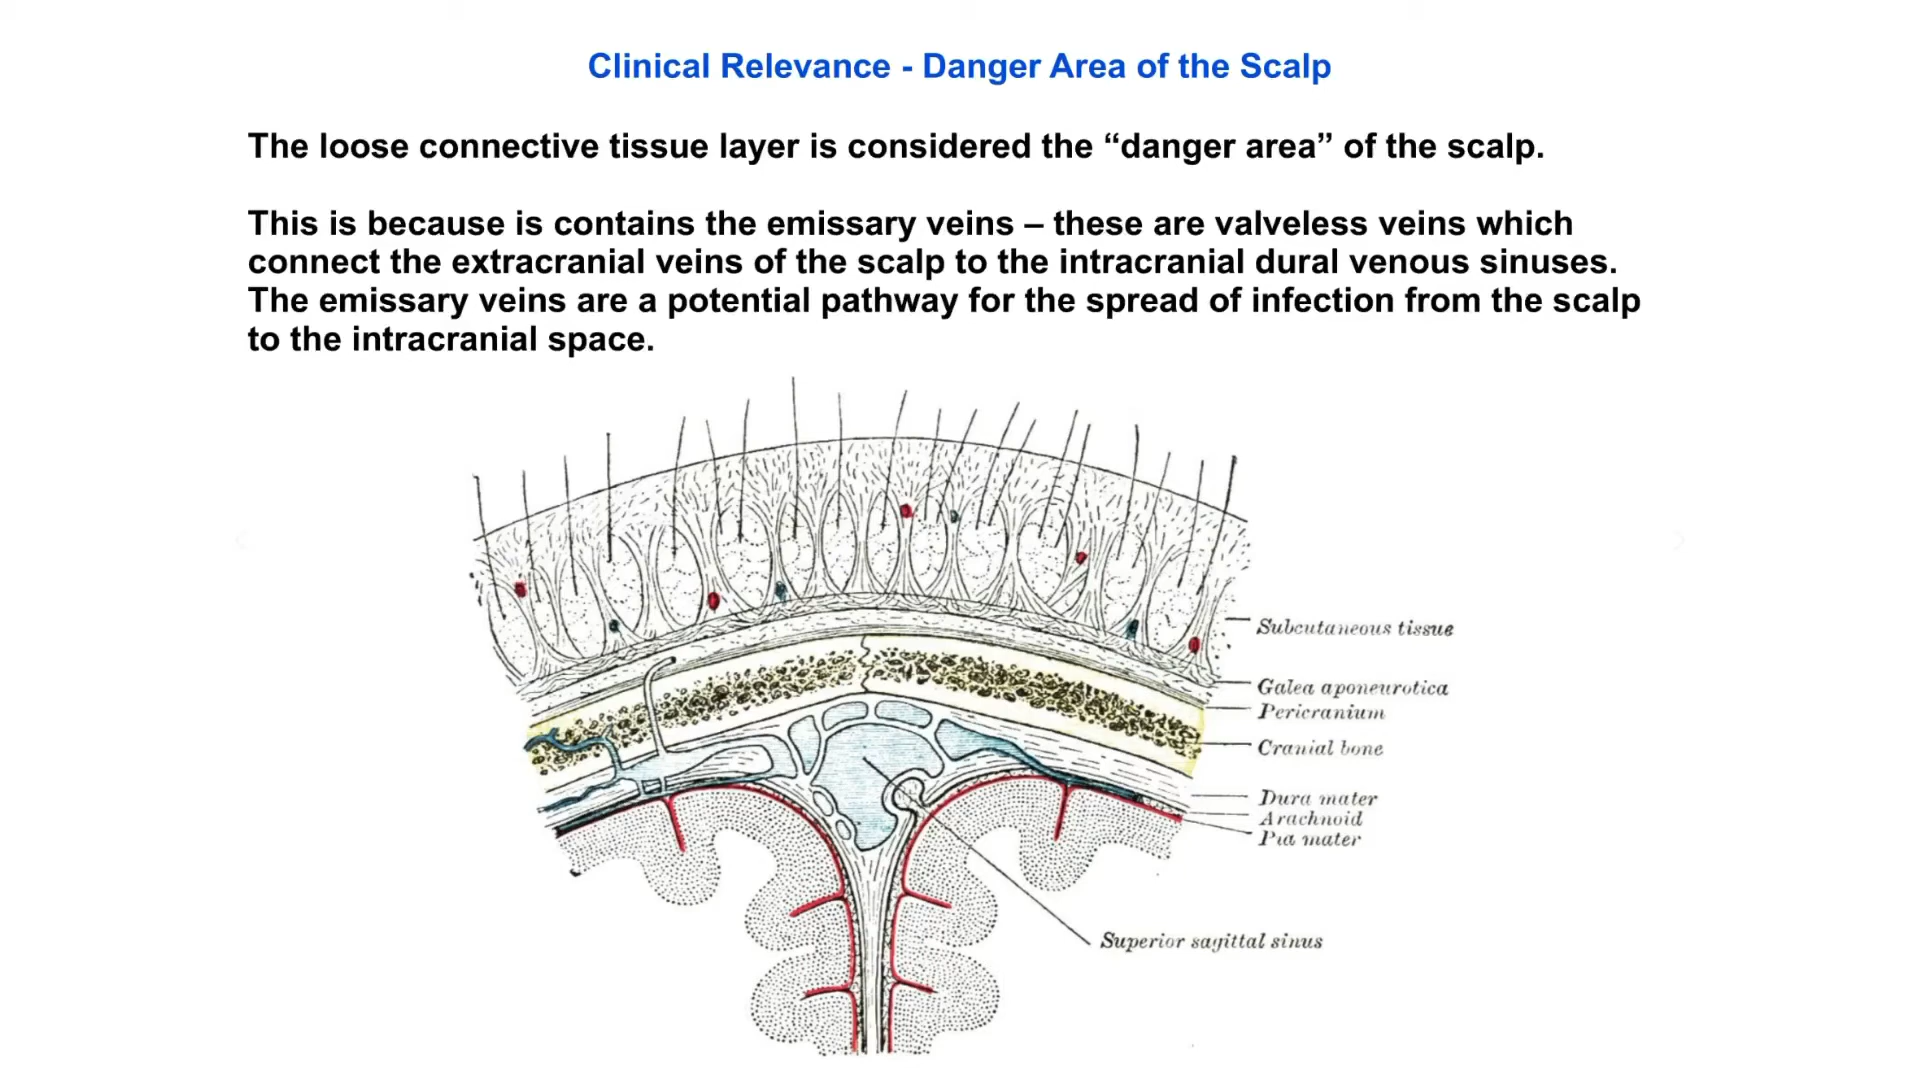 Clinical Relevance - Danger Area of the Scalp
The loose connective tissue layer is considered the “danger area” of the scalp.
This is because is contains the emissary veins – these are valveless veins which
connect the extracranial veins of the scalp to the intracranial dural venous sinuses.
The emissary veins are a potential pathway for the spread of infection from the scalp
to the intracranial space.
Subcutaneous tissue
Galea aponeurotica
Pericranium
Cranial bone
Dura mater
Arachnoid
Pia mater
Superior sagittal sinus